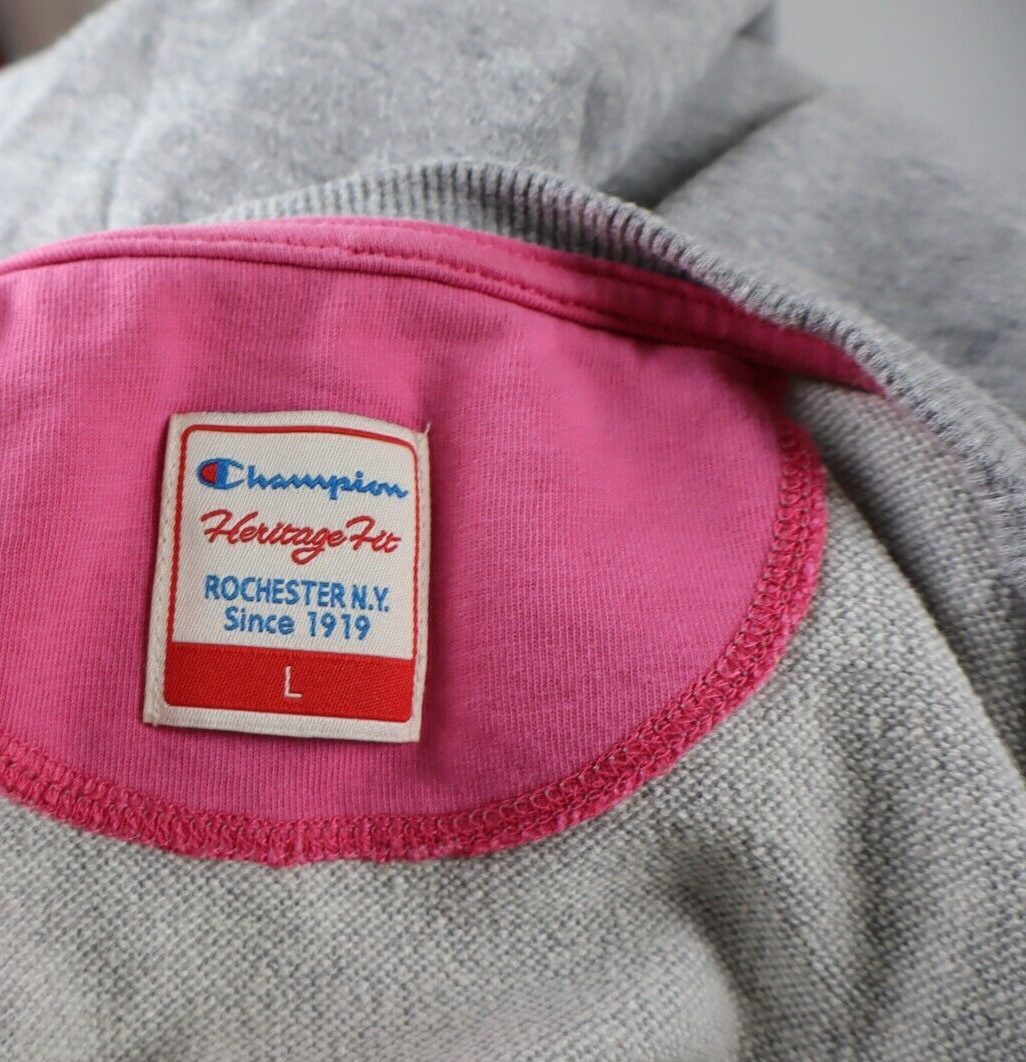 Champion
Heritage Fit
ROCHESTER N.Y.
Since 1919
L